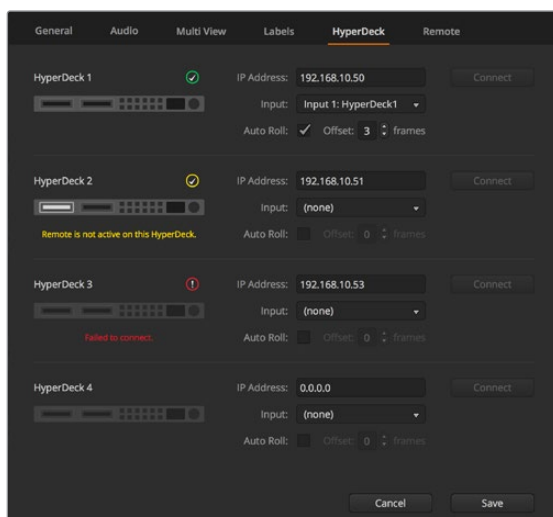 General Audio Multi View Labels HyperDeck Remote
HyperDeck 1 IP Address: 192.168.10.50 Connect
Input: Input 1: HyperDeck1
Auto Roll: Offset: 3 frames
HyperDeck 2 IP Address: 192.168.10.51 Connect
Input: (none)
Remote is not active on this HyperDeck.
Auto Roll: Offset: 0 frames
HyperDeck 3 IP Address: 192.168.10.53 Connect
Input: (none)
Failed to connect.
Auto Roll: Offset: 0 frames
HyperDeck 4 IP Address: 0.0.0.0 Connect
Input: (none)
Auto Roll: Offset: 0 frames
Cancel Save